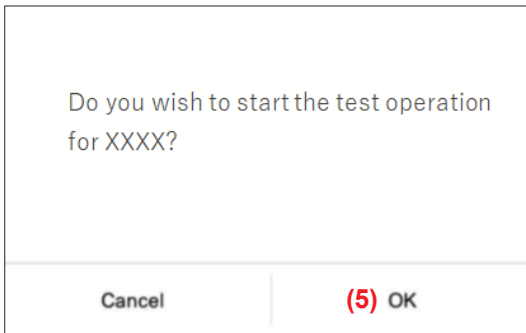 Do you wish to start the test operation
for XXXX?
Cancel (5) OK